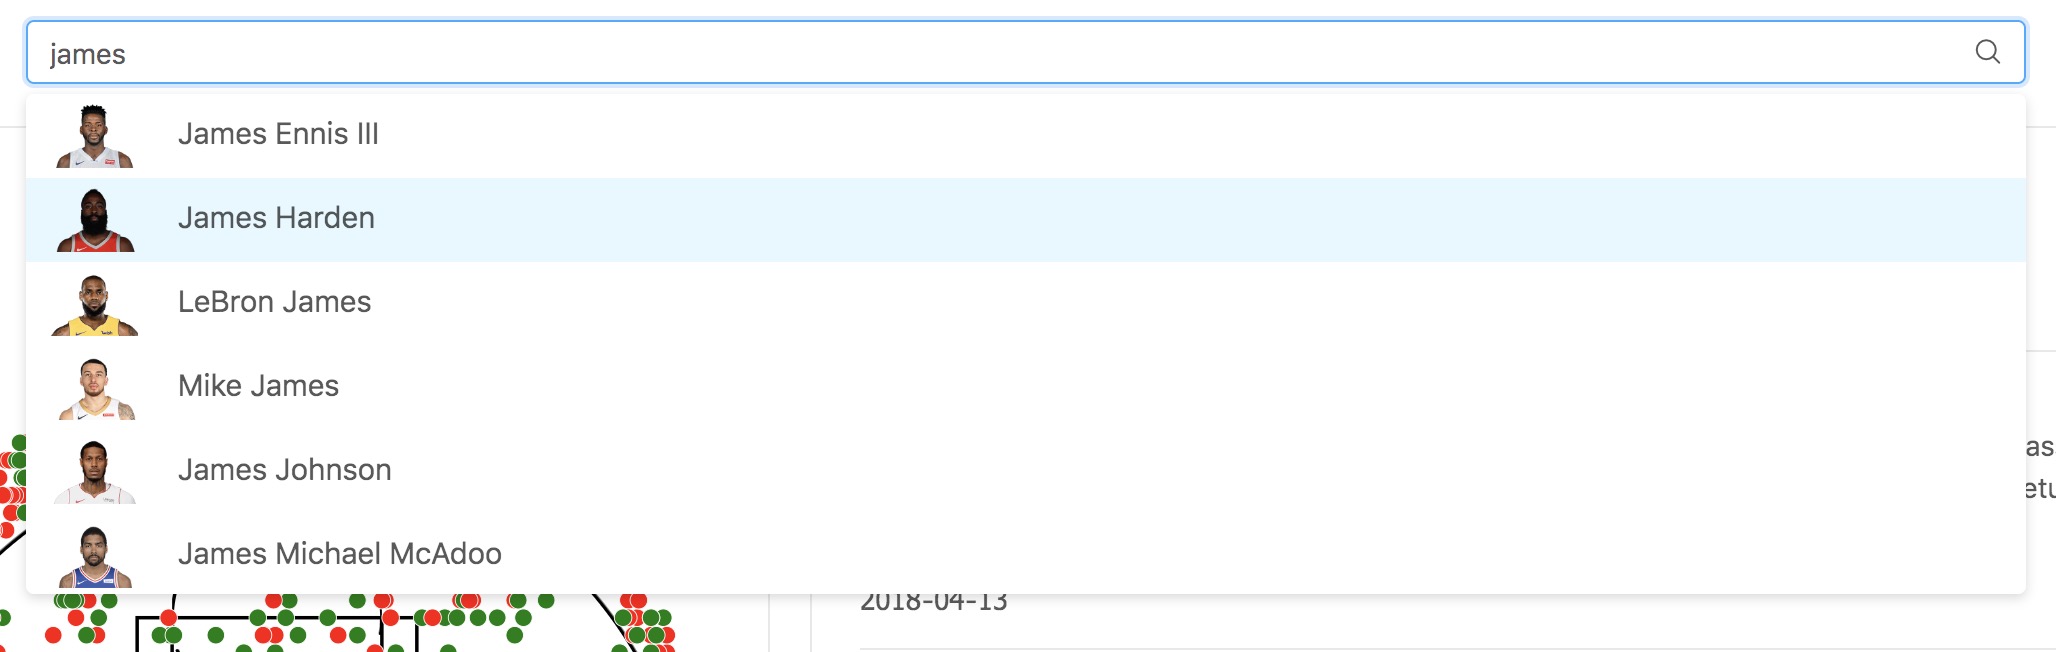 james
James Ennis III
James Harden
LeBron James
Mike James
James Johnson
James Michael McAdoo
as
etu
2018-04-13